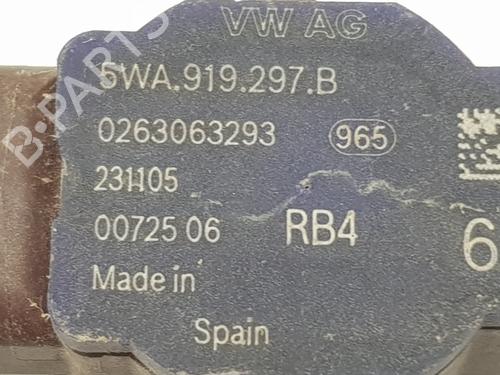 VW AG
5WA.919.297.B
0263063293 965
231105
00725 06 RB4 6
Made in
Spain
B-PARTS